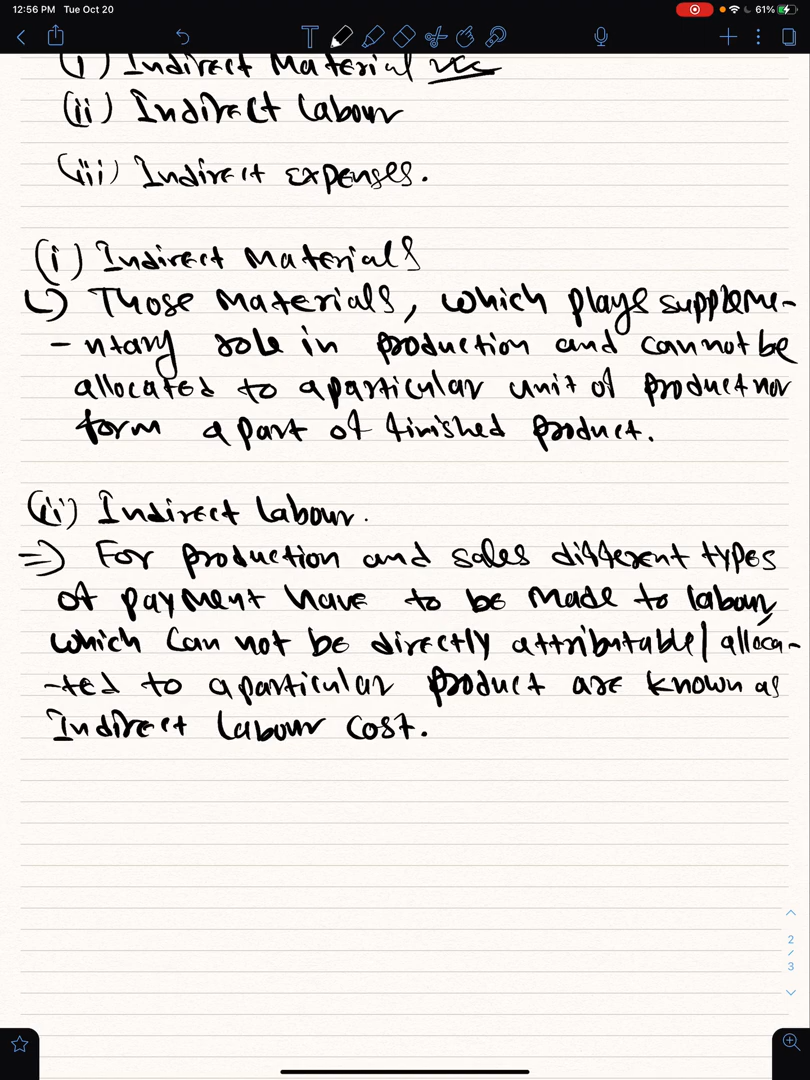 12:56 PM Tue Oct 20 61%
(i) Indirect Material
(ii) Indirect Labour
(iii) Indirect expenses.
(i) Indirect Materials
Those Materials, which plays suppleme-
-ntary role in production and cannot be
allocated to a particular unit of product nor
form a part of finished product.
(ii) Indirect Labour.
=> For production and sales different types
of payment have to be made to labour,
which can not be directly attributable/alloca-
-ted to a particular product are known as
Indirect Labour cost.
2
/
3